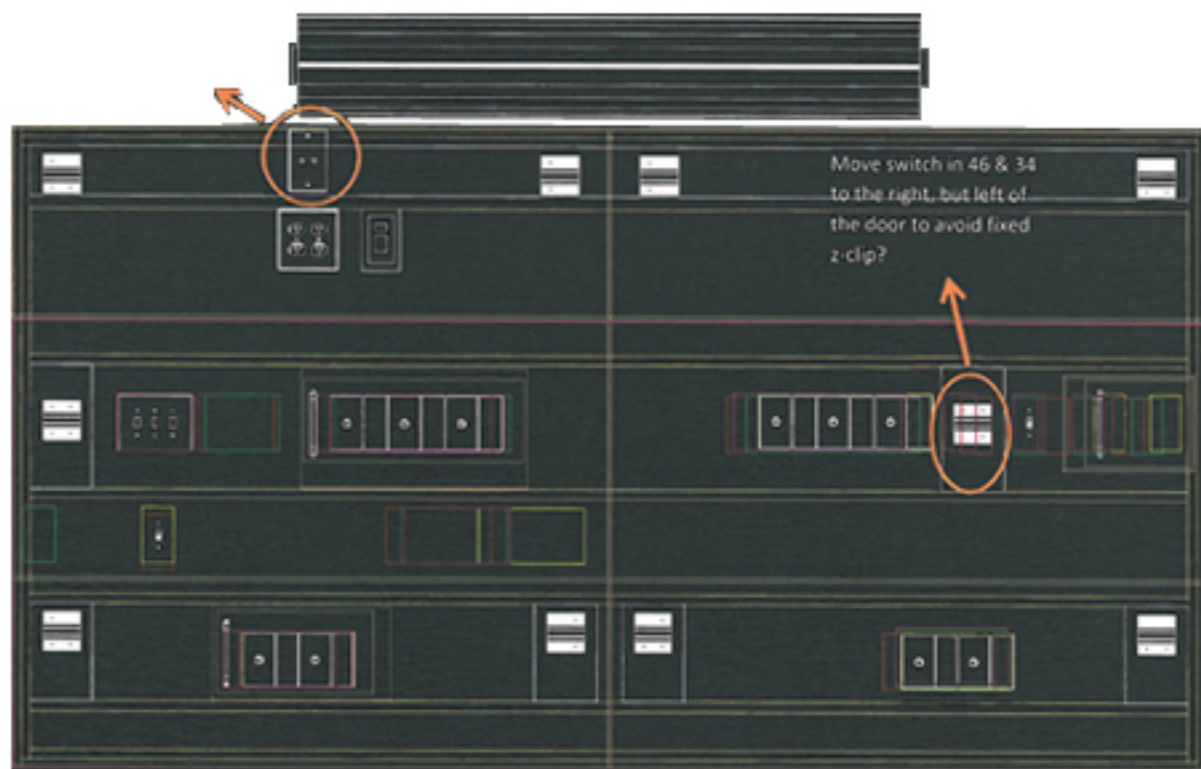 Move switch in 46 & 34
to the right, but left of
the door to avoid fixed
z-clip?